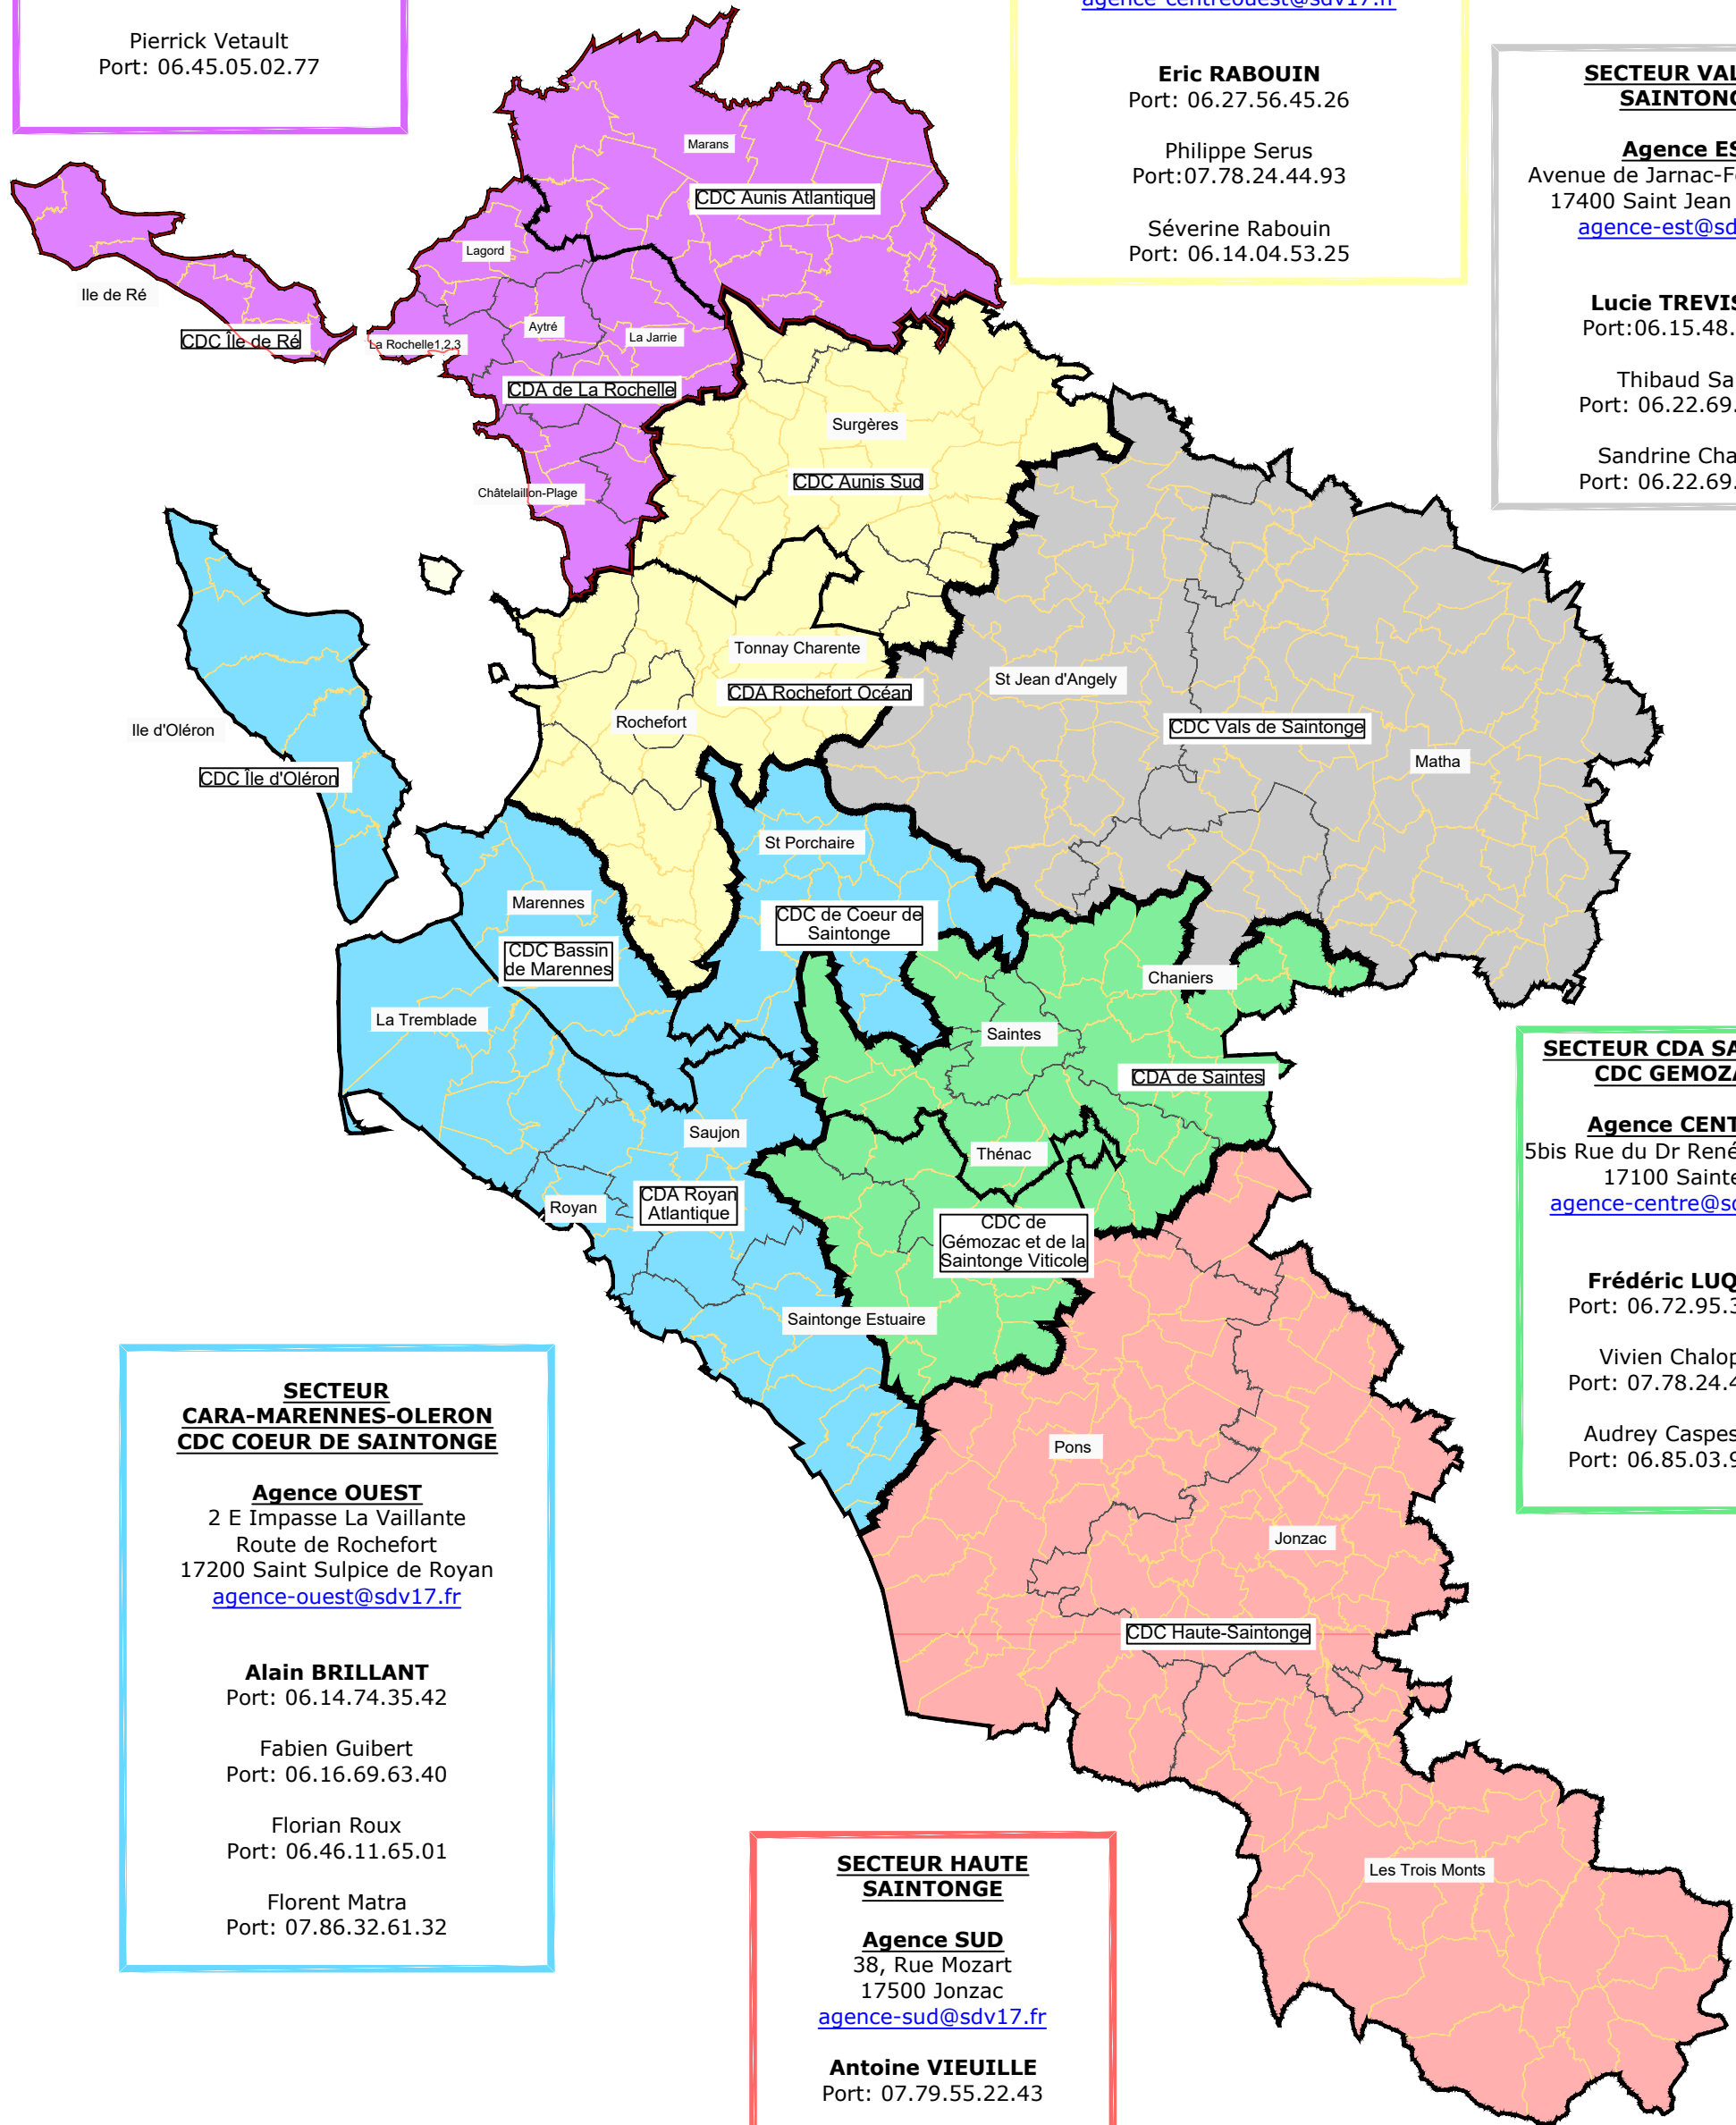 Pierrick Vetault
Port: 06.45.05.02.77
agence-centreouest@sdv17.fr
Eric RABOUIN
Port: 06.27.56.45.26
Philippe Serus
Port:07.78.24.44.93
Séverine Rabouin
Port: 06.14.04.53.25
SECTEUR
Agence
Avenue de
17400 Saint Jean
Port:06.15.48.
Thibaud
Port: 06.22.69.
Sandrine
Port: 06.22.69.
Marans
CDC Aunis Atlantique
Lagord
Ile de Ré
CDC Île de Ré
Aytré
La Jarrie
La Rochelle1,2,3
CDA de La Rochelle
Surgères
CDC Aunis Sud
Châtelaillon-Plage
Tonnay Charente
St Jean d'Angely
CDA Rochefort Océan
Rochefort
CDC Vals de Saintonge
Ile d'Oléron
Matha
CDC Île d'Oléron
St Porchaire
Marennes
CDC de Coeur de
Saintonge
CDC Bassin
de Marennes
Chaniers
La Tremblade
Saintes
CDA de Saintes
Saujon
Thénac
CDA Royan
Atlantique
Royan
CDC de
Gémozac et de la
Saintonge Viticole
Saintonge Estuaire
SECTEUR CDA
CDC
Agence
5bis Rue du Dr René
17100
Frédéric
Port: 06.72.95.
Vivien
Port: 07.78.24.
Audrey
Port: 06.85.03.
Pons
Jonzac
CDC Haute-Saintonge
Les Trois Monts
SECTEUR
CARA-MARENNES-OLERON
CDC COEUR DE SAINTONGE
Agence OUEST
2 E Impasse La Vaillante
Route de Rochefort
17200 Saint Sulpice de Royan
agence-ouest@sdv17.fr
Alain BRILLANT
Port: 06.14.74.35.42
Fabien Guibert
Port: 06.16.69.63.40
Florian Roux
Port: 06.46.11.65.01
Florent Matra
Port: 07.86.32.61.32
SECTEUR HAUTE
SAINTONGE
Agence SUD
38, Rue Mozart
17500 Jonzac
agence-sud@sdv17.fr
Antoine VIEUILLE
Port: 07.79.55.22.43